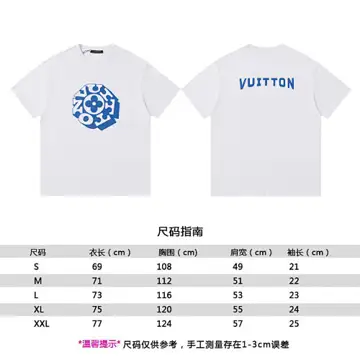 VUITTON
VUITTON
尺码指南
尺码 衣长（cm） 胸围(cm) 肩宽（cm） 袖长（cm）
S 69 108 49 21
M 71 112 51 22
L 73 116 53 23
XL 75 120 55 24
XXL 77 124 57 25
*温馨提示* 尺码仅供参考，手工测量存在1-3cm误差